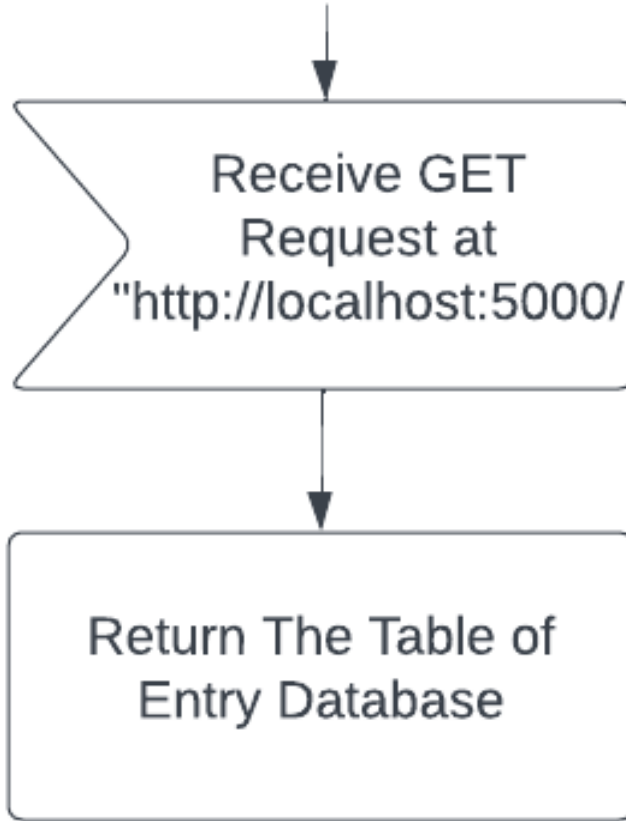 Receive GET
Request at
"http://localhost:5000/
Return The Table of
Entry Database